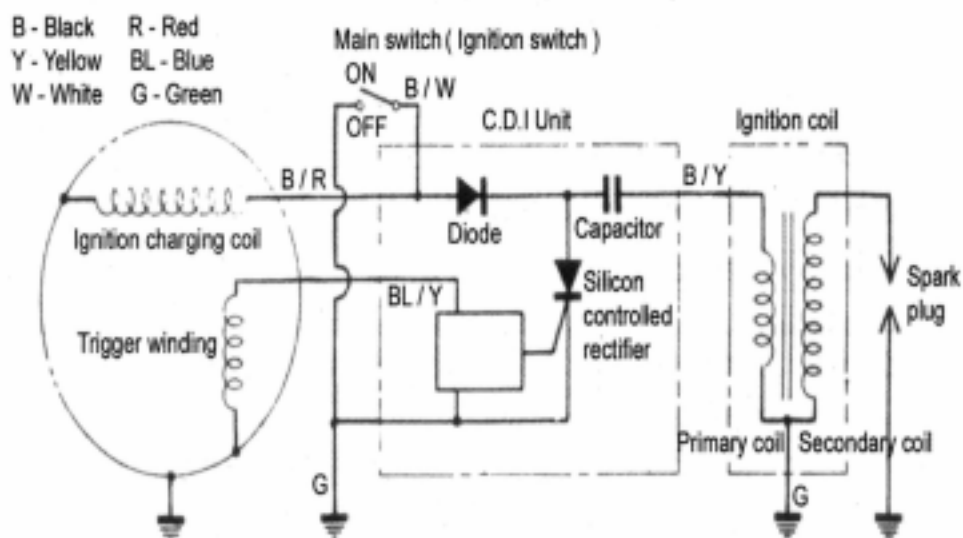 B - Black R - Red
Y - Yellow BL - Blue
W - White G - Green
Main switch ( Ignition switch )
ON
OFF
B / W
C.D.I Unit
Ignition coil
B / R
B / Y
Ignition charging coil
Diode
Capacitor
BL / Y
Silicon
controlled
rectifier
Spark
plug
Trigger winding
Primary coil
Secondary coil
G
G